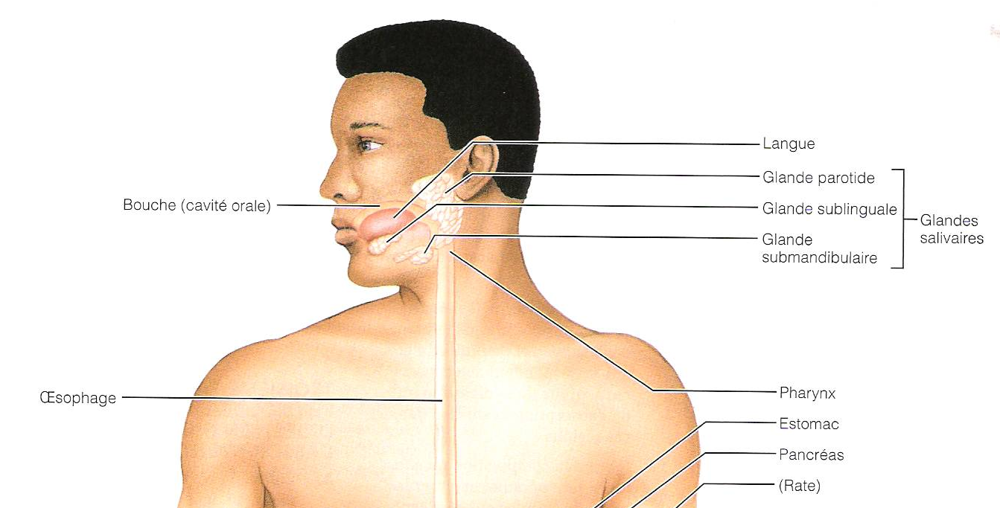 Langue
Glande parotide
Bouche (cavité orale)
Glande sublinguale
Glandes
salivaires
Glande
submandibulaire
Œsophage
Pharynx
Estomac
Pancréas
(Rate)